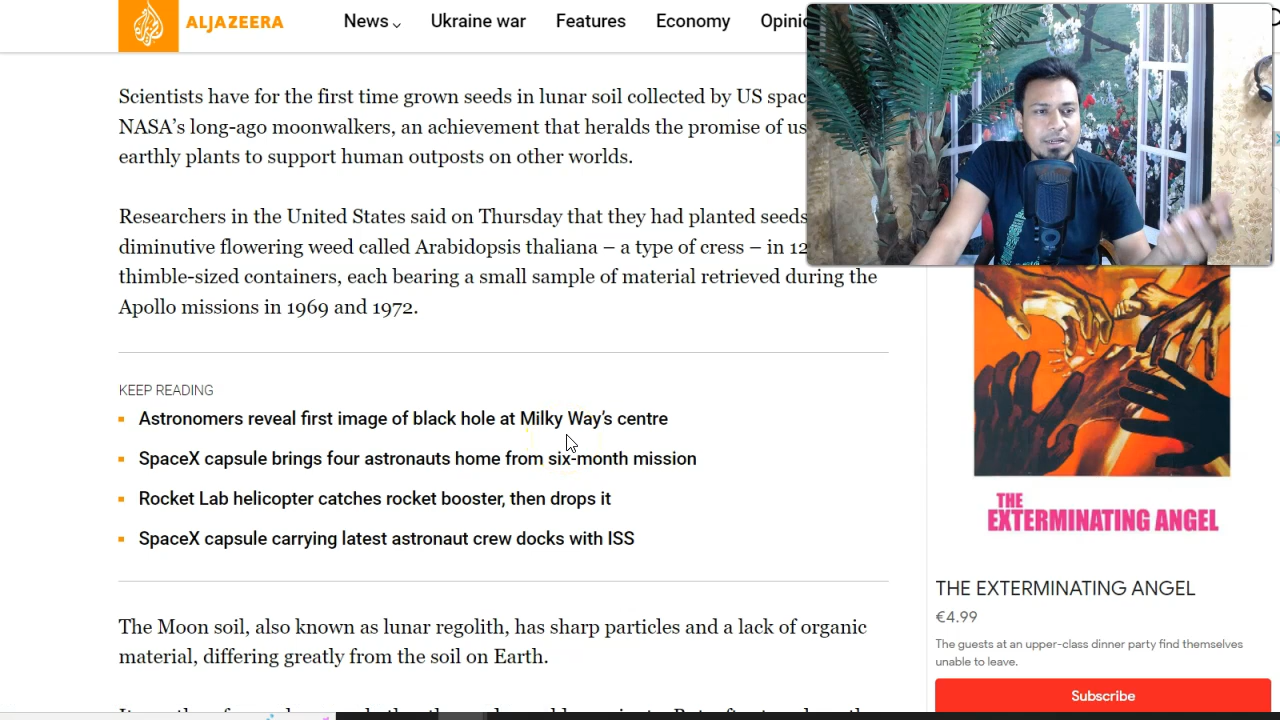 ALJAZEERA
News
Ukraine war
Features
Economy
Scientists have for the first time grown seeds in lunar soil collected by US
NASA's long-ago moonwalkers, an achievement that heralds the promise of
earthly plants to support human outposts on other worlds.
Researchers in the United States said on Thursday that they had planted seeds
diminutive flowering weed called Arabidopsis thaliana – a type of cress – in
thimble-sized containers, each bearing a small sample of material retrieved during the
Apollo missions in 1969 and 1972.
KEEP READING
Astronomers reveal first image of black hole at Milky Way's centre
SpaceX capsule brings four astronauts home from six-month mission
Rocket Lab helicopter catches rocket booster, then drops it
SpaceX capsule carrying latest astronaut crew docks with ISS
The Moon soil, also known as lunar regolith, has sharp particles and a lack of organic
material, differing greatly from the soil on Earth.
THE
EXTERMINATING ANGEL
THE EXTERMINATING ANGEL
€4.99
The guests at an upper-class dinner party find themselves
unable to leave.
Subscribe